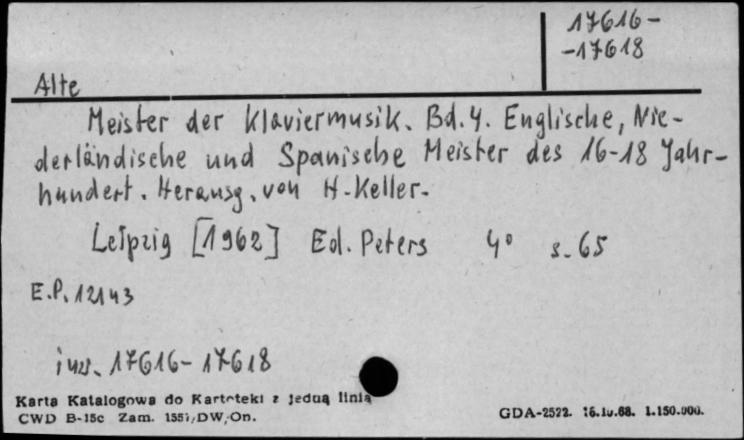 17616-
-17618
Alte
Meister der Klaviermusik. Bd. 4. Englische, Nie-
derländische und Spanische Meister des 16-18 Jahr-
hundert. Herausg. von H. Keller.
Leipzig [1962] Ed. Peters 4° s. 65
E.P. 12143
inw. 17616-17618
Karta Katalogowa do Kartoteki z jedną linią
CWD B-15c Zam. DW, On.
GDA-2522. 16.10.68. 1.150.000.